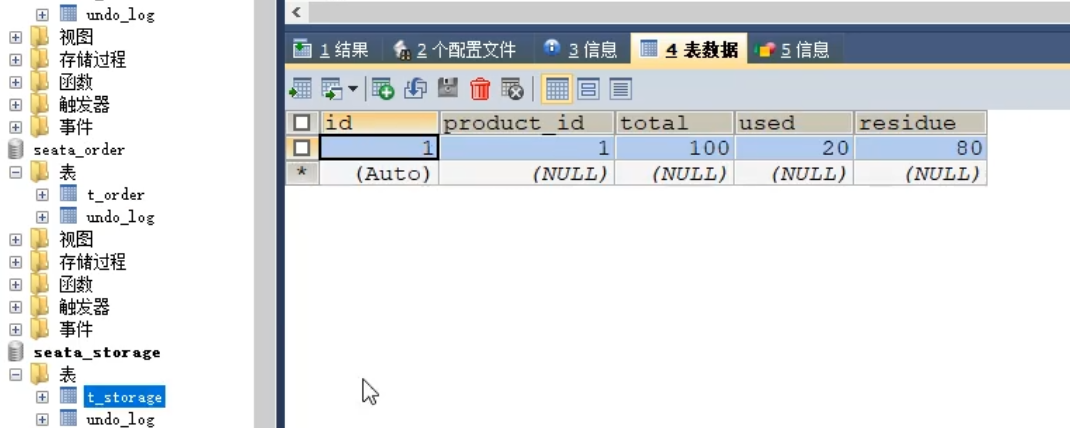 undo_log
视图
存储过程
函数
触发器
事件
seata_order
表
t_order
undo_log
视图
存储过程
函数
触发器
事件
seata_storage
表
t_storage
undo_log
1 结果 2 个配置文件 3 信息 4 表数据 5 信息
id product_id total used residue
1 1 100 20 80
* (Auto) (NULL) (NULL) (NULL) (NULL)